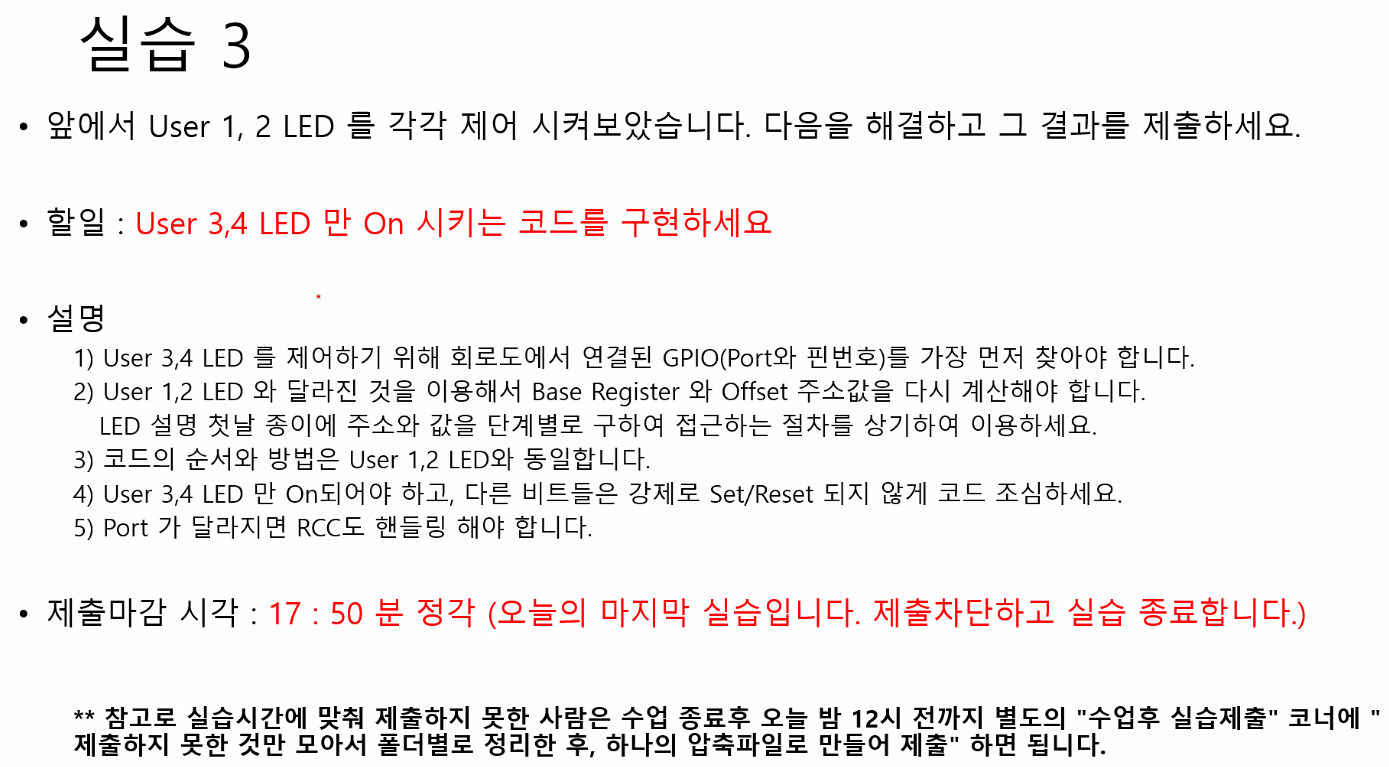 실습 3
• 앞에서 User 1, 2 LED 를 각각 제어 시켜보았습니다. 다음을 해결하고 그 결과를 제출하세요.
• 할일 : User 3,4 LED 만 On 시키는 코드를 구현하세요
• 설명
1) User 3,4 LED 를 제어하기 위해 회로도에서 연결된 GPIO(Port와 핀번호)를 가장 먼저 찾아야 합니다.
2) User 1,2 LED 와 달라진 것을 이용해서 Base Register 와 Offset 주소값을 다시 계산해야 합니다.
LED 설명 첫날 종이에 주소와 값을 단계별로 구하여 접근하는 절차를 상기하여 이용하세요.
3) 코드의 순서와 방법은 User 1,2 LED와 동일합니다.
4) User 3,4 LED 만 On되어야 하고, 다른 비트들은 강제로 Set/Reset 되지 않게 코드 조심하세요.
5) Port 가 달라지면 RCC도 핸들링 해야 합니다.
• 제출마감 시각 : 17 : 50 분 정각 (오늘의 마지막 실습입니다. 제출차단하고 실습 종료합니다.)
** 참고로 실습시간에 맞춰 제출하지 못한 사람은 수업 종료후 오늘 밤 12시 전까지 별도의 "수업후 실습제출" 코너에 "
제출하지 못한 것만 모아서 폴더별로 정리한 후, 하나의 압축파일로 만들어 제출" 하면 됩니다.